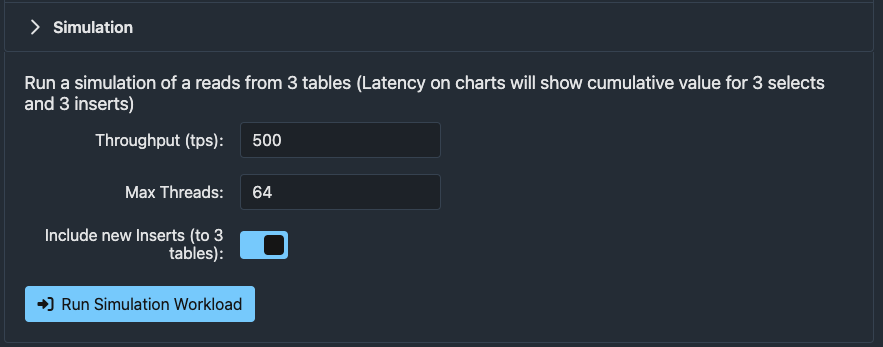 Simulation
Run a simulation of a reads from 3 tables (Latency on charts will show cumulative value for 3 selects
and 3 inserts)
Throughput (tps): 500
Max Threads: 64
Include new Inserts (to 3
tables):
Run Simulation Workload